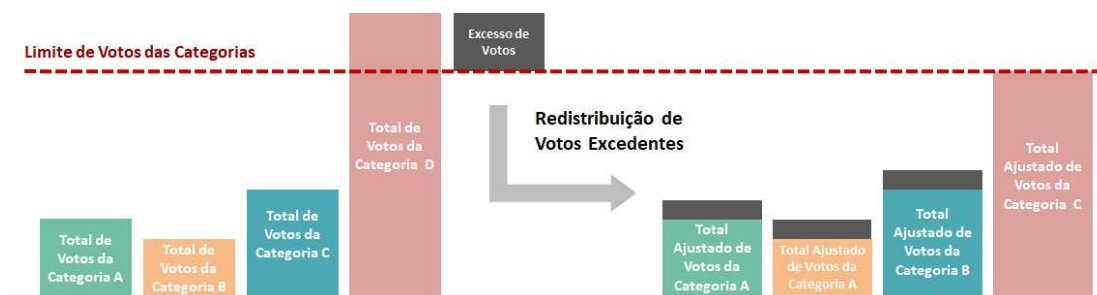 Excesso de
Votos
Limite de Votos das Categorias
Total de
Votos da
Categoria D
Redistribuição de
Votos Excedentes
Total de
Votos da
Categoria A
Total de
Votos da
Categoria B
Total de
Votos da
Categoria C
Total
Ajustado de
Votos da
Categoria A
Total Ajustado
de Votos da
Categoria A
Total
Ajustado de
Votos da
Categoria B
Total
Ajustado de
Votos da
Categoria C